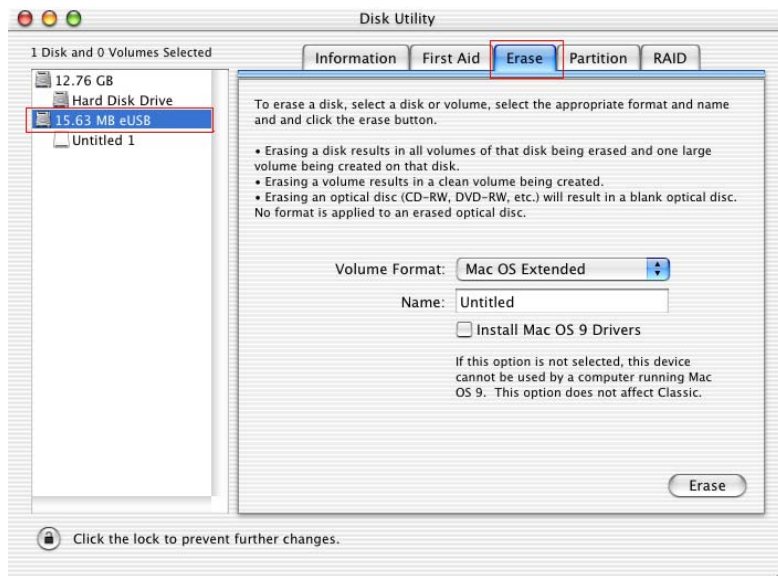 Disk Utility
1 Disk and 0 Volumes Selected
Information First Aid Erase Partition RAID
12.76 GB
Hard Disk Drive
15.63 MB eUSB
Untitled 1
To erase a disk, select a disk or volume, select the appropriate format and name
and and click the erase button.
• Erasing a disk results in all volumes of that disk being erased and one large
volume being created on that disk.
• Erasing a volume results in a clean volume being created.
• Erasing an optical disc (CD-RW, DVD-RW, etc.) will result in a blank optical disc.
No format is applied to an erased optical disc.
Volume Format: Mac OS Extended
Name: Untitled
Install Mac OS 9 Drivers
If this option is not selected, this device
cannot be used by a computer running Mac
OS 9. This option does not affect Classic.
Erase
Click the lock to prevent further changes.